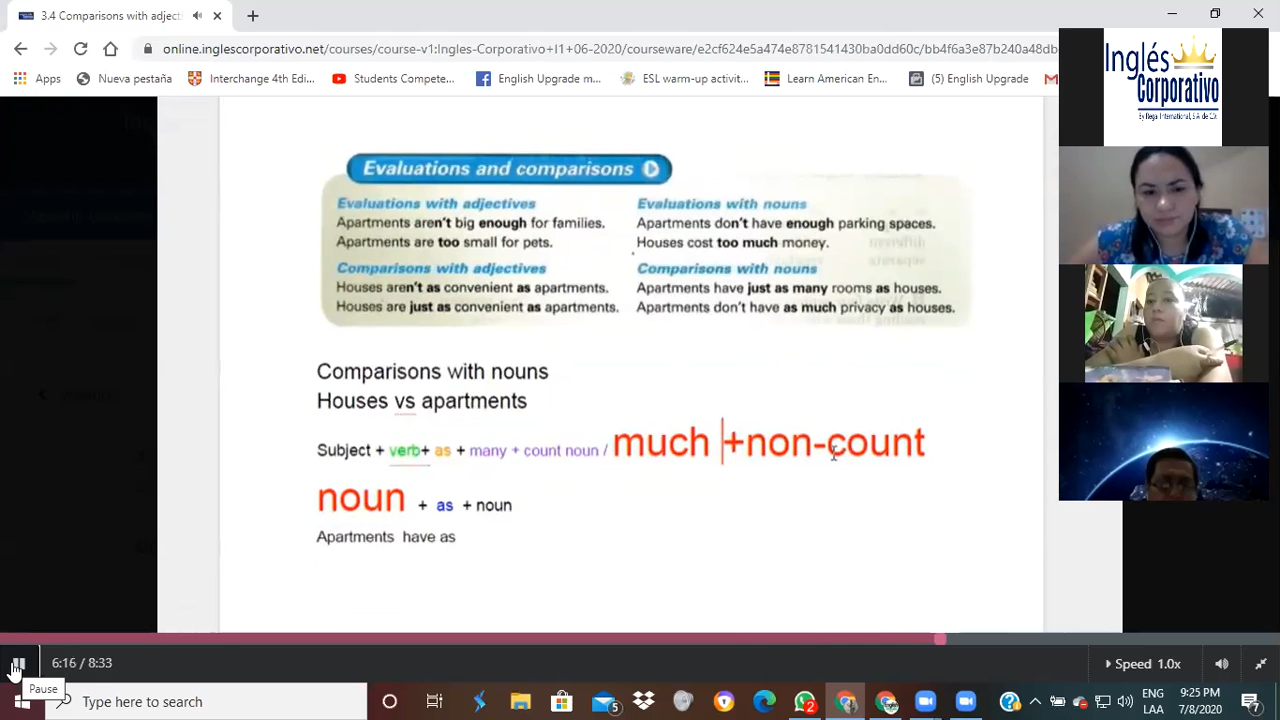 3.4 Comparisons with adject
online.inglescorporativo.net/courses/course-v1:Ingles-Corporativo+I1+06-2020/courseware/e2cf624e5a474e8781541430ba0dd60c/bb4f6a3e87b240a48db
Apps
Nueva pestaña
Interchange 4th Edi...
Students Compete...
English Upgrade m...
ESL warm-up activit...
Learn American En...
(5) English Upgrade
Inglés
Corporativo
By Regal International, S.A. de C.V.
Evaluations and comparisons
Evaluations with adjectives
Apartments aren't big enough for families.
Apartments are too small for pets.
Comparisons with adjectives
Houses aren't as convenient as apartments.
Houses are just as convenient as apartments.
Evaluations with nouns
Apartments don't have enough parking spaces.
Houses cost too much money.
Comparisons with nouns
Apartments have just as many rooms as houses.
Apartments don't have as much privacy as houses.
Comparisons with nouns
Houses vs apartments
Subject + verb+ as + many + count noun / much +non-count
noun + as + noun
Apartments have as
6:16 / 8:33
Speed 1.0x
Pause
Type here to search
5
2
ENG
LAA
9:25 PM
7/8/2020
7